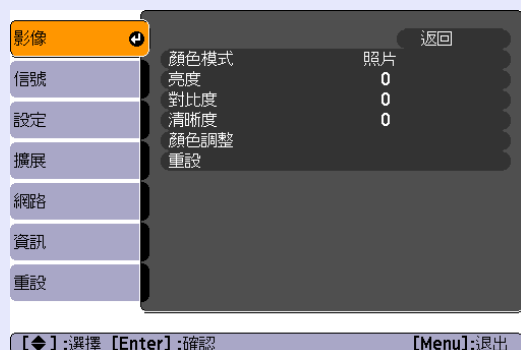 影像
信號
設定
擴展
網路
資訊
重設
返回
顏色模式 照片
亮度 0
對比度 0
清晰度 0
顏色調整
重設
[◆] :選擇 [Enter] :確認 [Menu]:退出